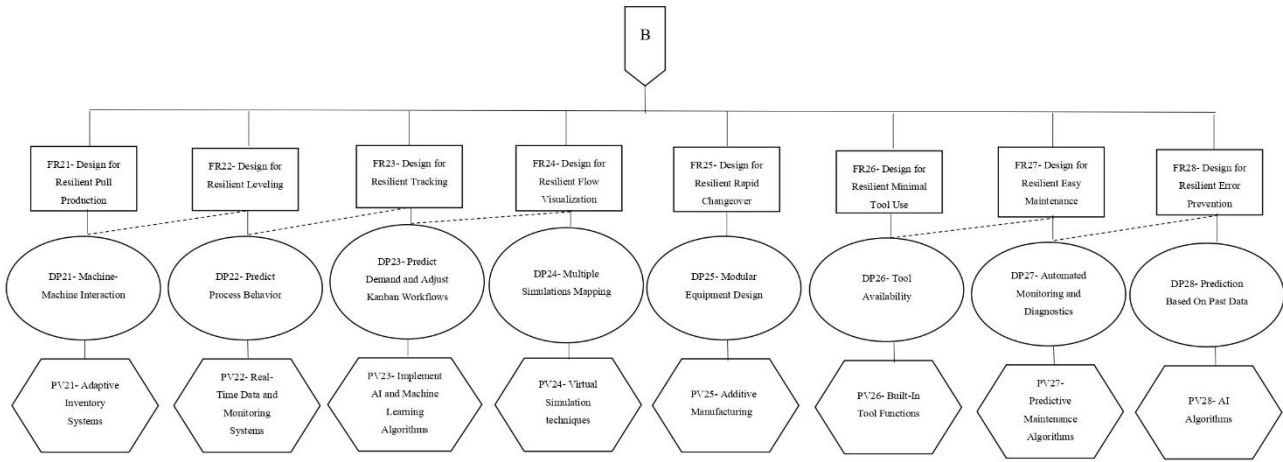 B
FR21- Design for
Resilient Pull
Production
FR22- Design for
Resilient Leveling
FR23- Design for
Resilient Tracking
FR24- Design for
Resilient Flow
Visualization
FR25- Design for
Resilient Rapid
Changeover
FR26- Design for
Resilient Minimal
Tool Use
FR27- Design for
Resilient Easy
Maintenance
FR28- Design for
Resilient Error
Prevention
DP21- Machine-
Machine Interaction
DP22- Predict
Process Behavior
DP23- Predict
Demand and Adjust
Kanban Workflows
DP24- Multiple
Simulations Mapping
DP25- Modular
Equipment Design
DP26- Tool
Availability
DP27- Automated
Monitoring and
Diagnostics
DP28- Prediction
Based On Past Data
PV21- Adaptive
Inventory
Systems
PV22- Real-
Time Data and
Monitoring
Systems
PV23- Implement
AI and Machine
Learning
Algorithms
PV24- Virtual
Simulation
techniques
PV25- Additive
Manufacturing
PV26- Built-In
Tool Functions
PV27-
Predictive
Maintenance
Algorithms
PV28- AI
Algorithms